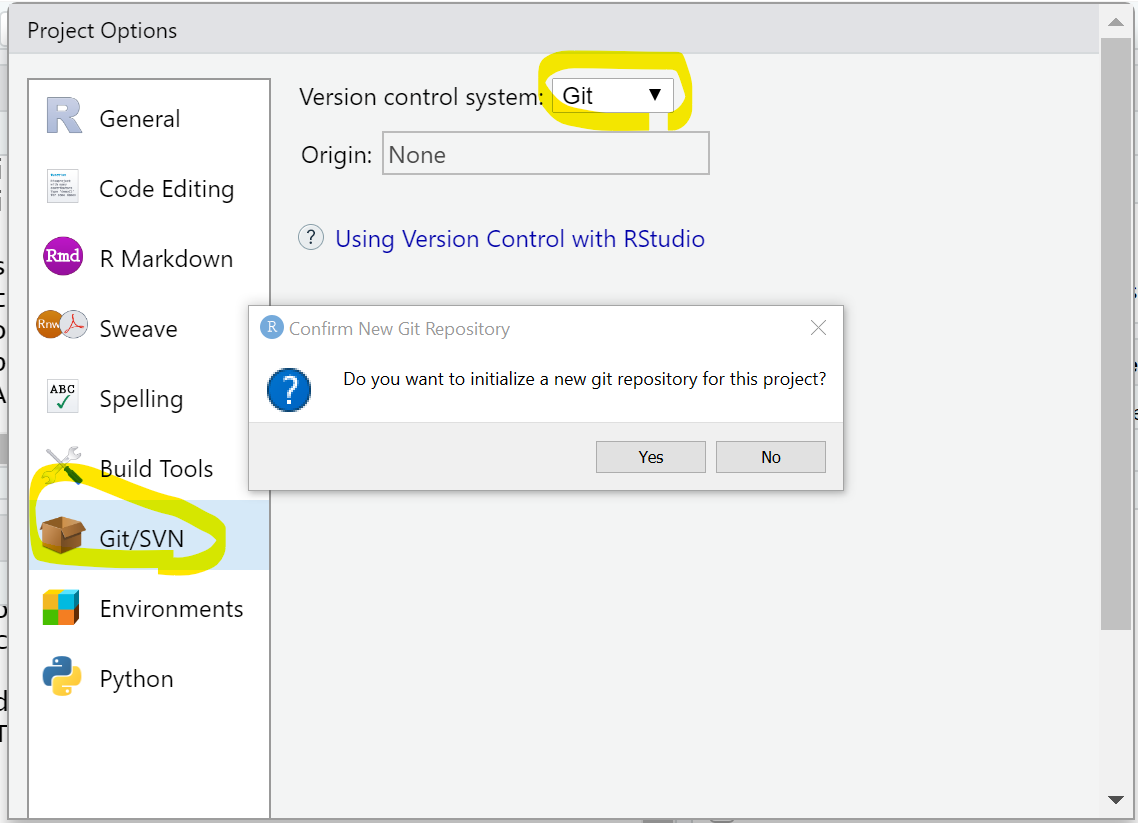 Project Options
R General
Code Editing
Rmd R Markdown
Rnw Sweave
ABC Spelling
Build Tools
Git/SVN
Environments
Python
Version control system: Git
Origin: None
? Using Version Control with RStudio
R Confirm New Git Repository
? Do you want to initialize a new git repository for this project?
Yes No